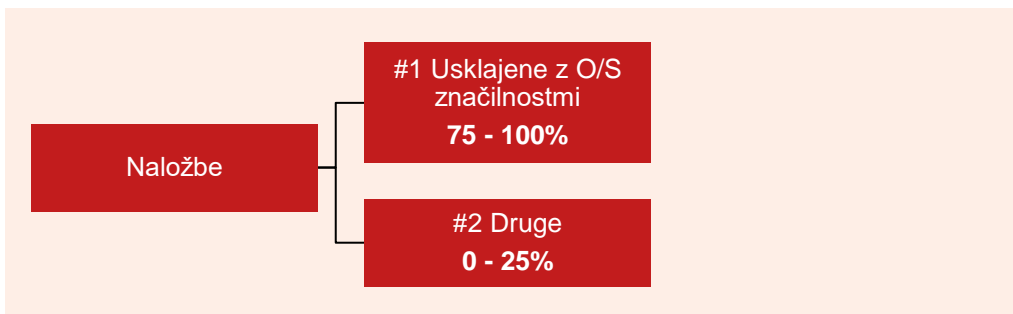 #1 Usklajene z O/S
značilnostmi
75 - 100%
Naložbe
#2 Druge
0 - 25%